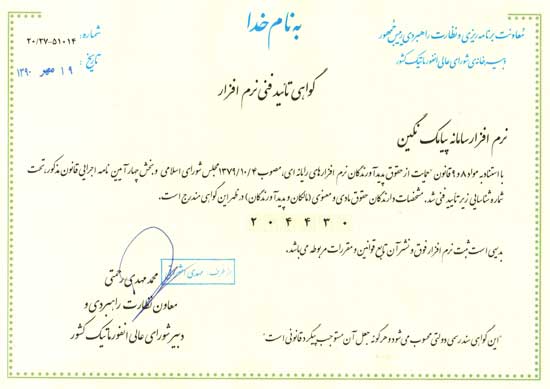 به نام خدا
معاونت برنامه‌ریزی و نظارت راهبردی رییس جمهور
دبیرخانه‌ی شورای عالی انفورماتیک کشور
شماره: ۲۰/۲۷-۵۱۰۱۴
تاریخ: ۱۹ مهر ۱۳۹۰
گواهی تائید فنی نرم افزار
نرم افزار سامانه پیامک نگین
با استناد به مواد ۸ و ۹ قانون "حمایت از حقوق پدیدآورندگان نرم افزارهای رایانه ای، مصوب ۱۳۷۹/۱۰/۴ مجلس شورای اسلامی و بخش چهار آیین نامه اجرایی قانون مذکور، تحت
شماره شناسایی زیر تأیید فنی شد. مشخصات دارندگان حقوق مادی و معنوی (مالکان و پدیدآورندگان) در ظهر این گواهی مندرج است.
۲۰۴۴۳۰
بدیهی است ثبت نرم افزار فوق و نشر آن تابع قوانین و مقررات مربوطه می‌باشد.
از طرف: مهدی
محمد مهدی رحمتی
معاون نظارت راهبردی و
دبیر شورای عالی انفورماتیک کشور
"این گواهی سند رسمی دولتی محسوب می‌شود و هرگونه جعل آن مستوجب پیگرد قانونی است"